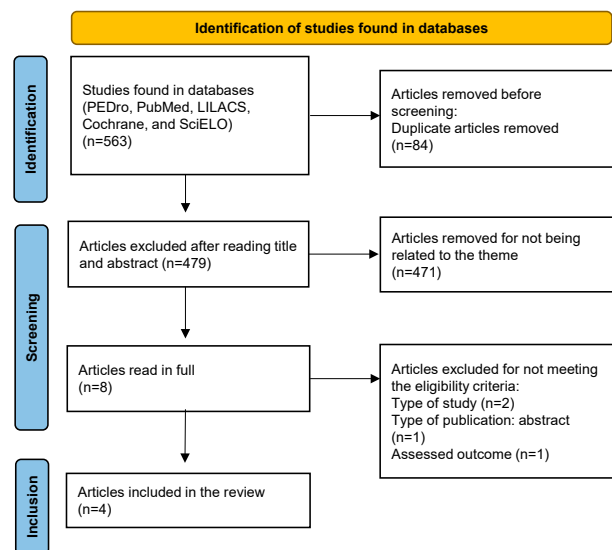 Identification of studies found in databases
Identification
Studies found in databases
(PEDro, PubMed, LILACS,
Cochrane, and SciELO)
(n=563)
Articles removed before
screening:
Duplicate articles removed
(n=84)
Screening
Articles excluded after reading title
and abstract (n=479)
Articles removed for not being
related to the theme
(n=471)
Articles read in full
(n=8)
Articles excluded for not meeting
the eligibility criteria:
Type of study (n=2)
Type of publication: abstract
(n=1)
Assessed outcome (n=1)
Inclusion
Articles included in the review
(n=4)